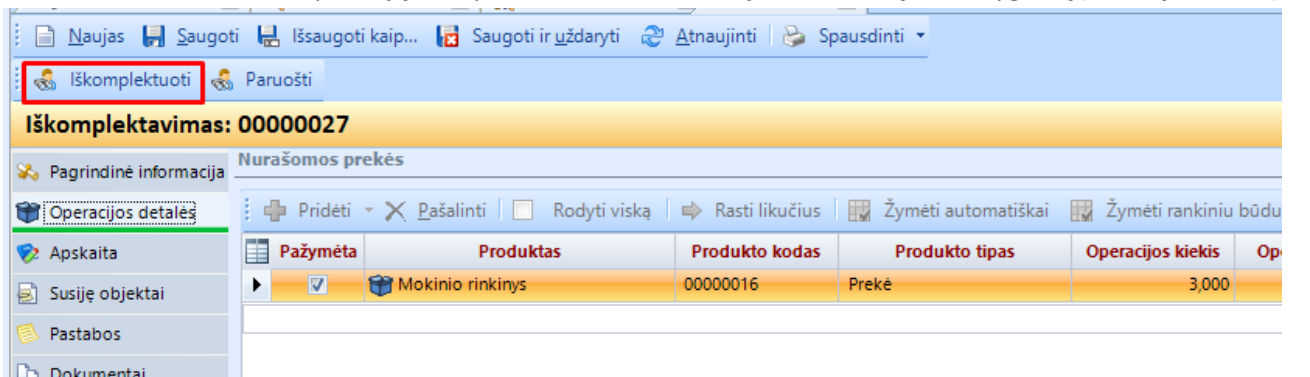 Naujas Saugoti Išsaugoti kaip... Saugoti ir uždaryti Atnaujinti Spausdinti
Iškomplektuoti Paruošti
Iškomplektavimas: 00000027
Pagrindinė informacija
Nurašomos prekės
Operacijos detalės
Pridėti Pašalinti Rodyti viską Rasti likučius Žymėti automatiškai Žymėti rankiniu būdu
Apskaita
Pažymėta Produktas Produkto kodas Produkto tipas Operacijos kiekis
Susiję objektai
Mokinio rinkinys 00000016 Prekė 3,000
Pastabos
Dokumentai